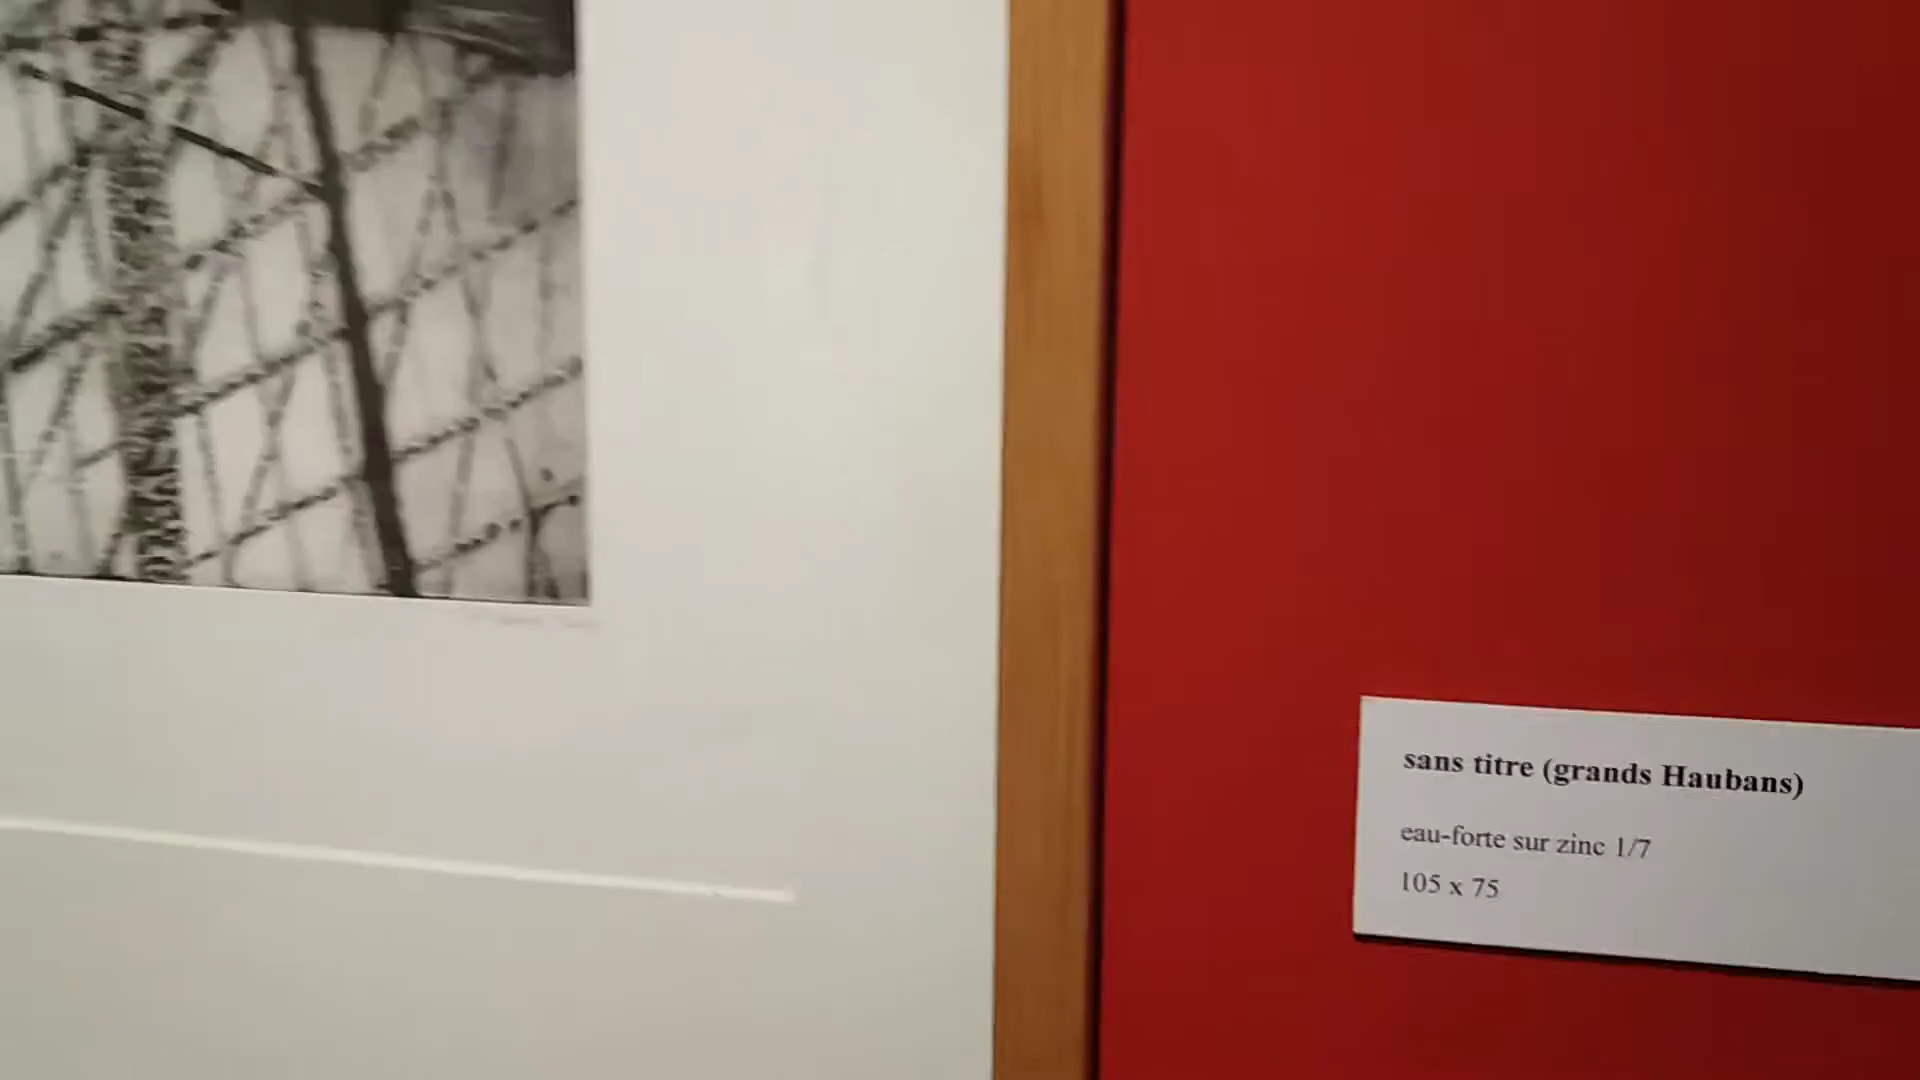 sans titre (grands Haubans)
eau-forte sur zinc 1/7
105 x 75